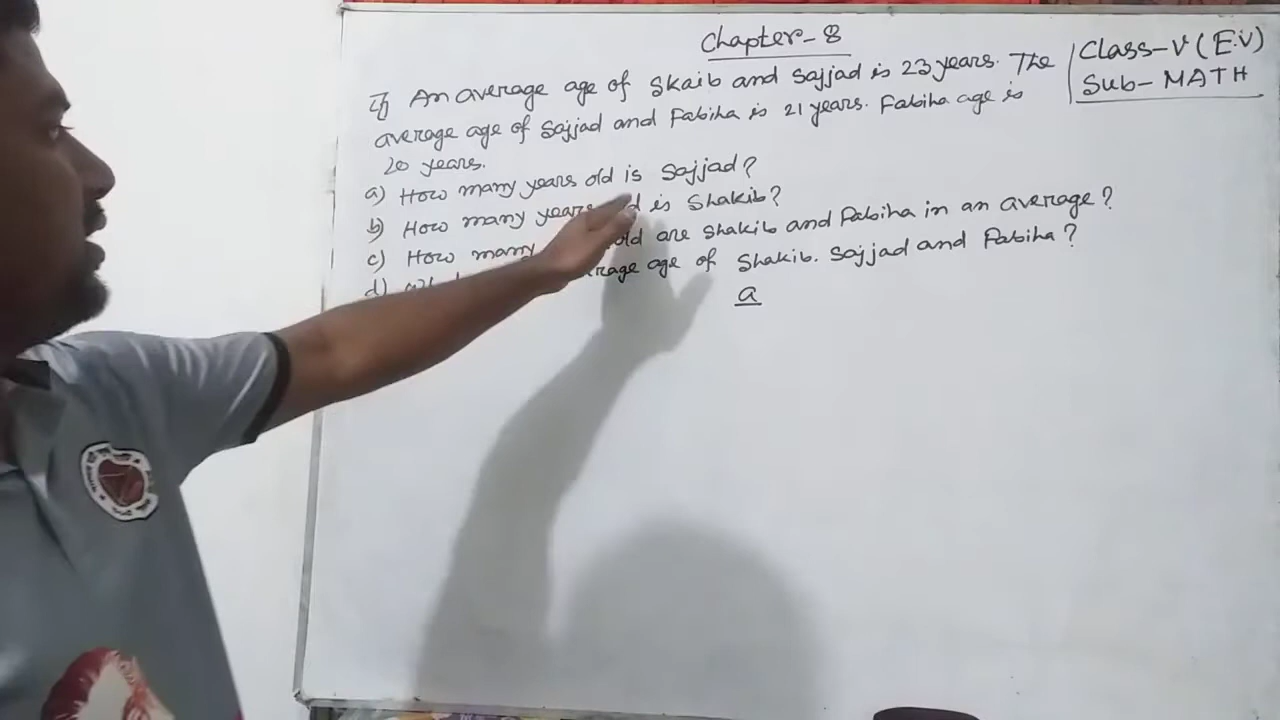 Chapter-8
Class-V (E.V)
Sub-MATH
An average age of Skaib and Sajjad is 23 years. The
average age of Sajjad and Fabiha is 21 years. Fabiha age is
20 years.
a) How many years old is Sajjad?
b) How many years is Shakib?
c) How many old are Shakib and Fabiha in an average?
d) age of Shakib. Sajjad and Fabiha?
a